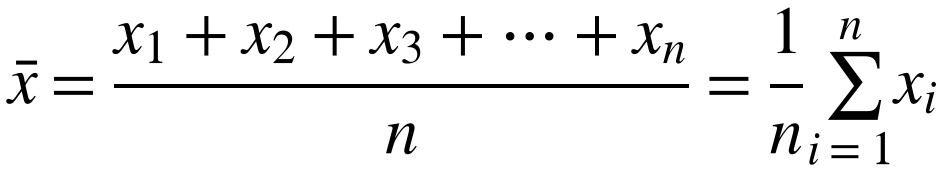 x̄ = (x₁ + x₂ + x₃ + ⋯ + xₙ) / n = 1/n ∑ᵢ₌₁ⁿ xᵢ